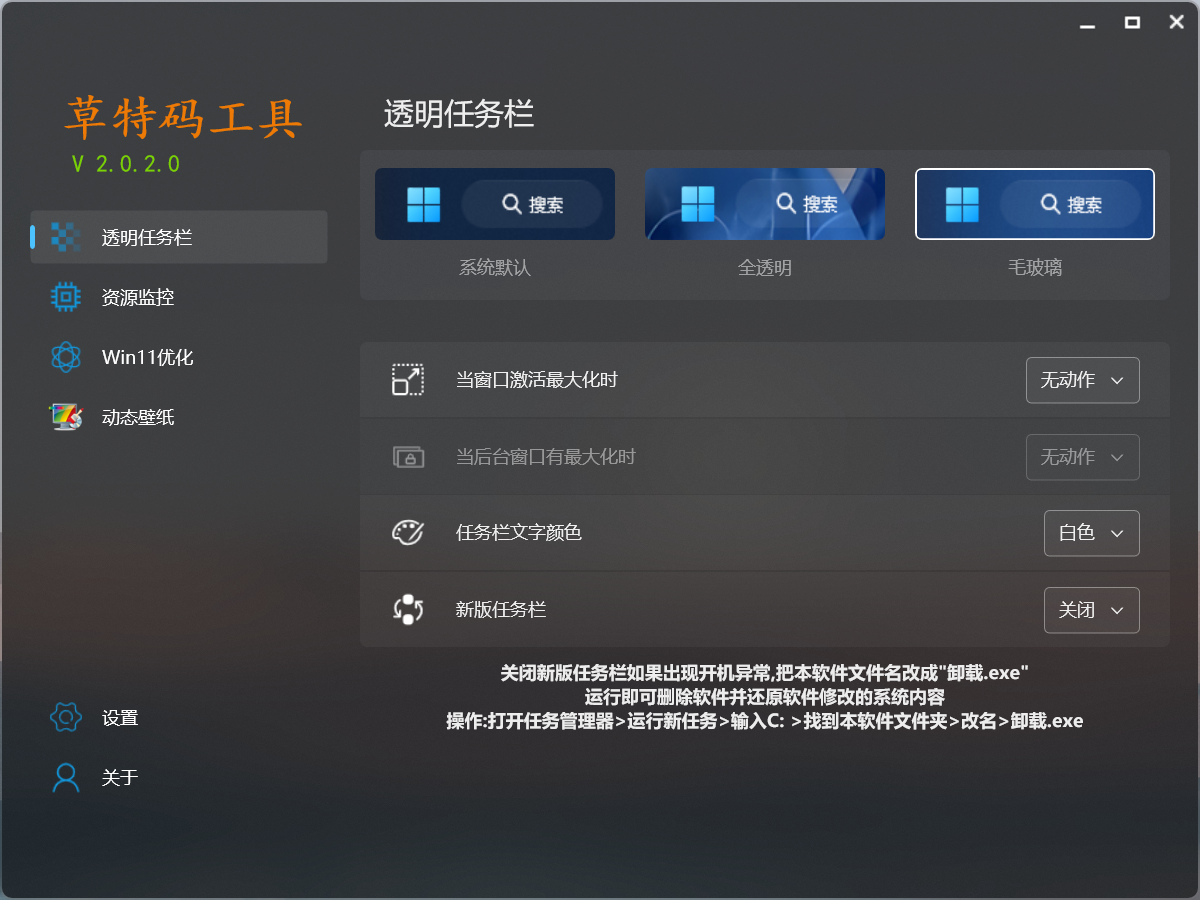 草特码工具
V 2.0.2.0
透明任务栏
资源监控
Win11优化
动态壁纸
设置
关于
透明任务栏
搜索
搜索
搜索
系统默认
全透明
毛玻璃
当窗口激活最大化时
无动作
当后台窗口有最大化时
无动作
任务栏文字颜色
白色
新版任务栏
关闭
关闭新版任务栏如果出现开机异常,把本软件文件名改成"卸载.exe"
运行即可删除软件并还原软件修改的系统内容
操作:打开任务管理器>运行新任务>输入C: >找到本软件文件夹>改名>卸载.exe